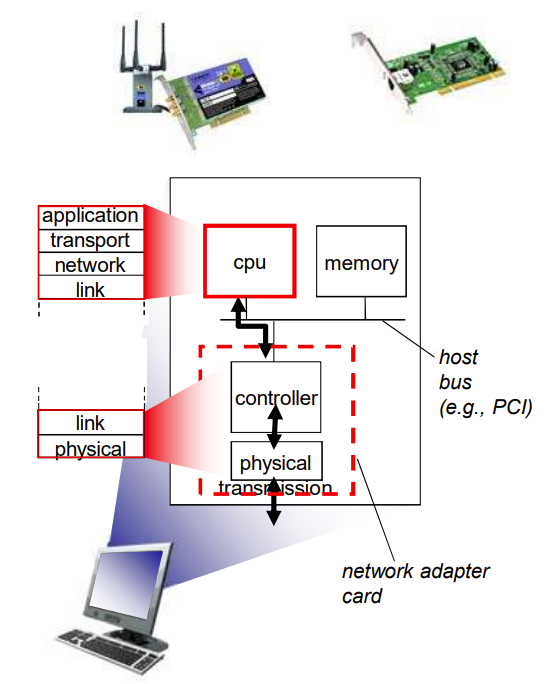 application
transport
network
link
cpu
memory
host
bus
(e.g., PCI)
controller
link
physical
physical
transmission
network adapter
card